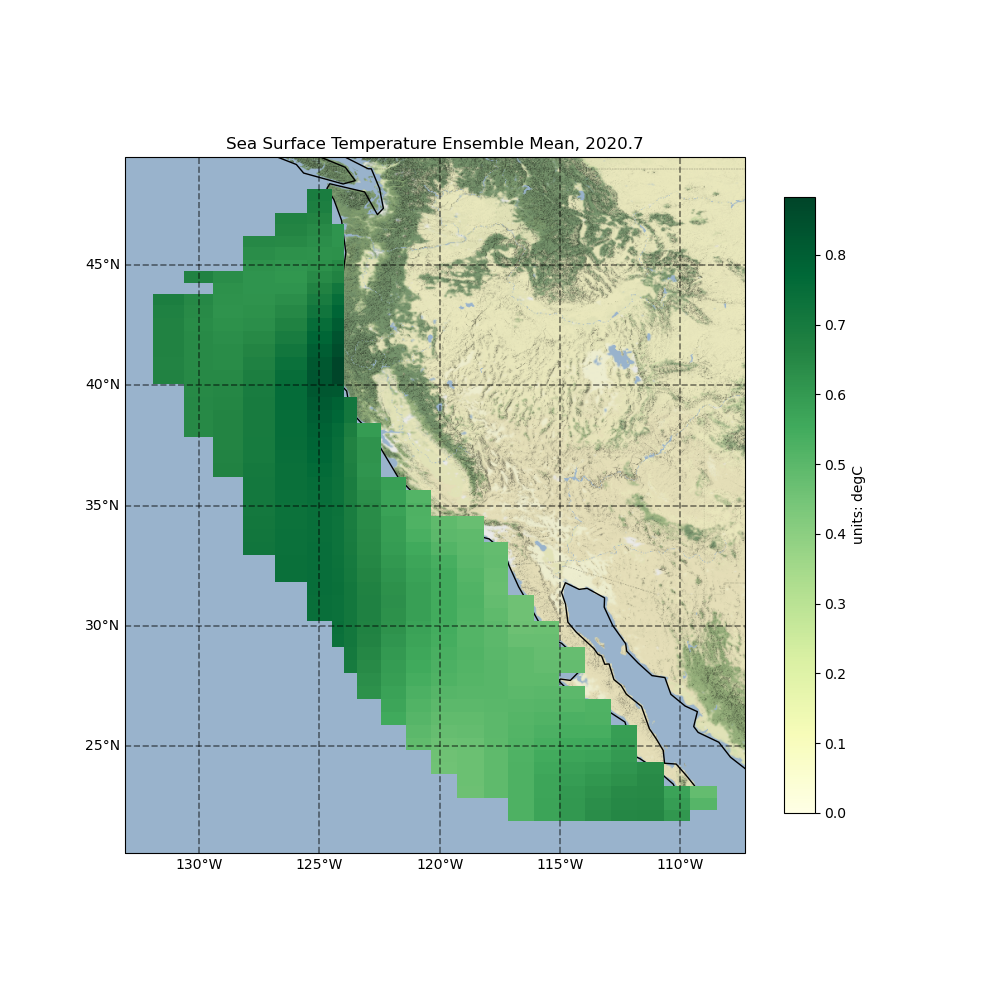 Sea Surface Temperature Ensemble Mean, 2020.7
45°N
40°N
35°N
30°N
25°N
130°W 125°W 120°W 115°W 110°W
0.8
0.7
0.6
0.5
0.4
0.3
0.2
0.1
0.0
units: degC